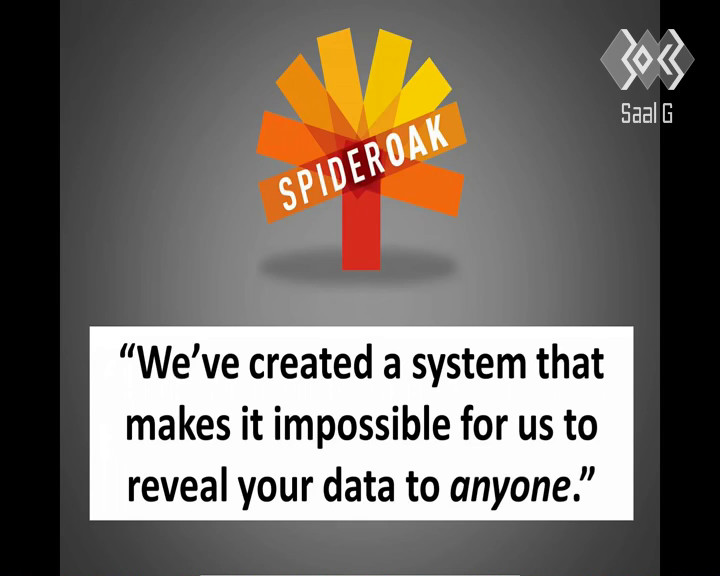 SPIDEROAK
Saal G
“We’ve created a system that
makes it impossible for us to
reveal your data to anyone.”